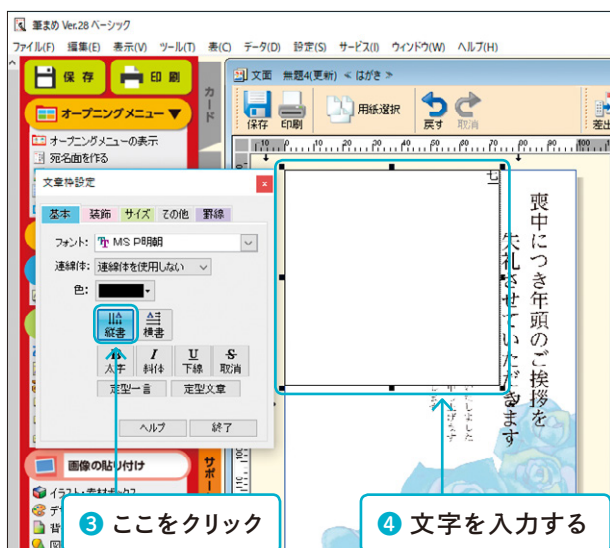 筆まめ Ver.28 ベーシック
ファイル(F) 編集(E) 表示(V) ツール(T) 表(C) データ(D) 設定(S) サービス(I) ウィンドウ(W) ヘルプ(H)
保存 印刷
オープニングメニュー ▼
オープニングメニューの表示
宛名面を作る
カード
文面 無題4(更新) < はがき >
保存 印刷 用紙選択 戻す 取消 差出
文章枠設定
基本 装飾 サイズ その他 罫線
フォント: MS P明朝
連綿体: 連綿体を使用しない
色:
縦書 横書
太字 斜体 下線 取消
定型一言 定型文章
ヘルプ 終了
喪中につき年頭のご挨拶を
失礼させていただきます
画像の貼り付け
イラスト・素材ボックス
サポー
❸ ここをクリック
❹ 文字を入力する